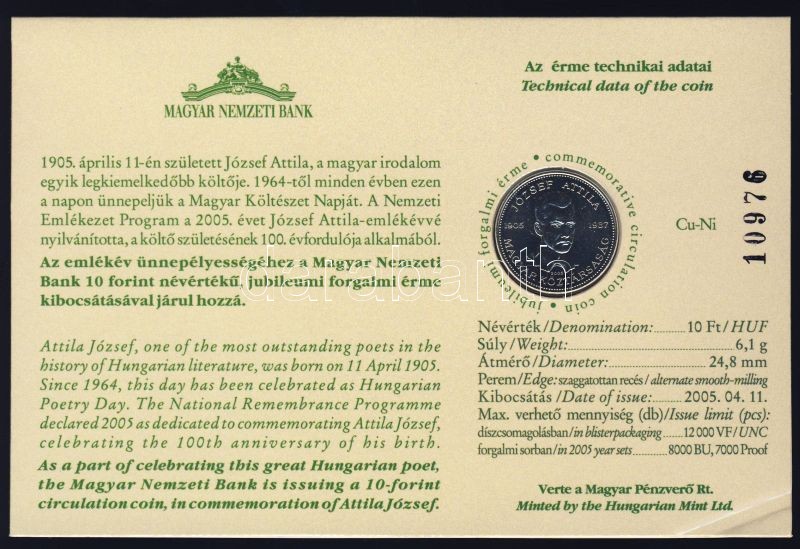 MAGYAR NEMZETI BANK
1905. április 11-én született József Attila, a magyar irodalom
egyik legkiemelkedőbb költője. 1964-től minden évben ezen
a napon ünnepeljük a Magyar Költészet Napját. A Nemzeti
Emlékezet Program a 2005. évet József Attila-emlékévvé
nyilvánította, a költő születésének 100. évfordulója alkalmából.
Az emlékév ünnepélyességéhez a Magyar Nemzeti
Bank 10 forint névértékű, jubileumi forgalmi érme
kibocsátásával járul hozzá.
Attila József, one of the most outstanding poets in the
history of Hungarian literature, was born on 11 April 1905.
Since 1964, this day has been celebrated as Hungarian
Poetry Day. The National Remembrance Programme
declared 2005 as dedicated to commemorating Attila József,
celebrating the 100th anniversary of his birth.
As a part of celebrating this great Hungarian poet,
the Magyar Nemzeti Bank is issuing a 10-forint
circulation coin, in commemoration of Attila József.
Az érme technikai adatai
Technical data of the coin
jubileumi forgalmi érme • commemorative circulation coin •
JÓZSEF ATTILA
1905 1937
2005
MAGYAR KÖZTÁRSASÁG
Cu-Ni
10976
Névérték/Denomination:..........10 Ft/HUF
Súly/Weight:..........6,1 g
Átmérő/Diameter:..........24,8 mm
Perem/Edge: szaggatottan recés/alternate smooth-milling
Kibocsátás/Date of issue:..........2005. 04. 11.
Max. verhető mennyiség (db)/Issue limit (pcs):
díszcsomagolásban/in blisterpackaging....12 000 VF/UNC
forgalmi sorban/in 2005 year sets..........8000 BU, 7000 Proof
Verte a Magyar Pénzverő Rt.
Minted by the Hungarian Mint Ltd.
darabanth